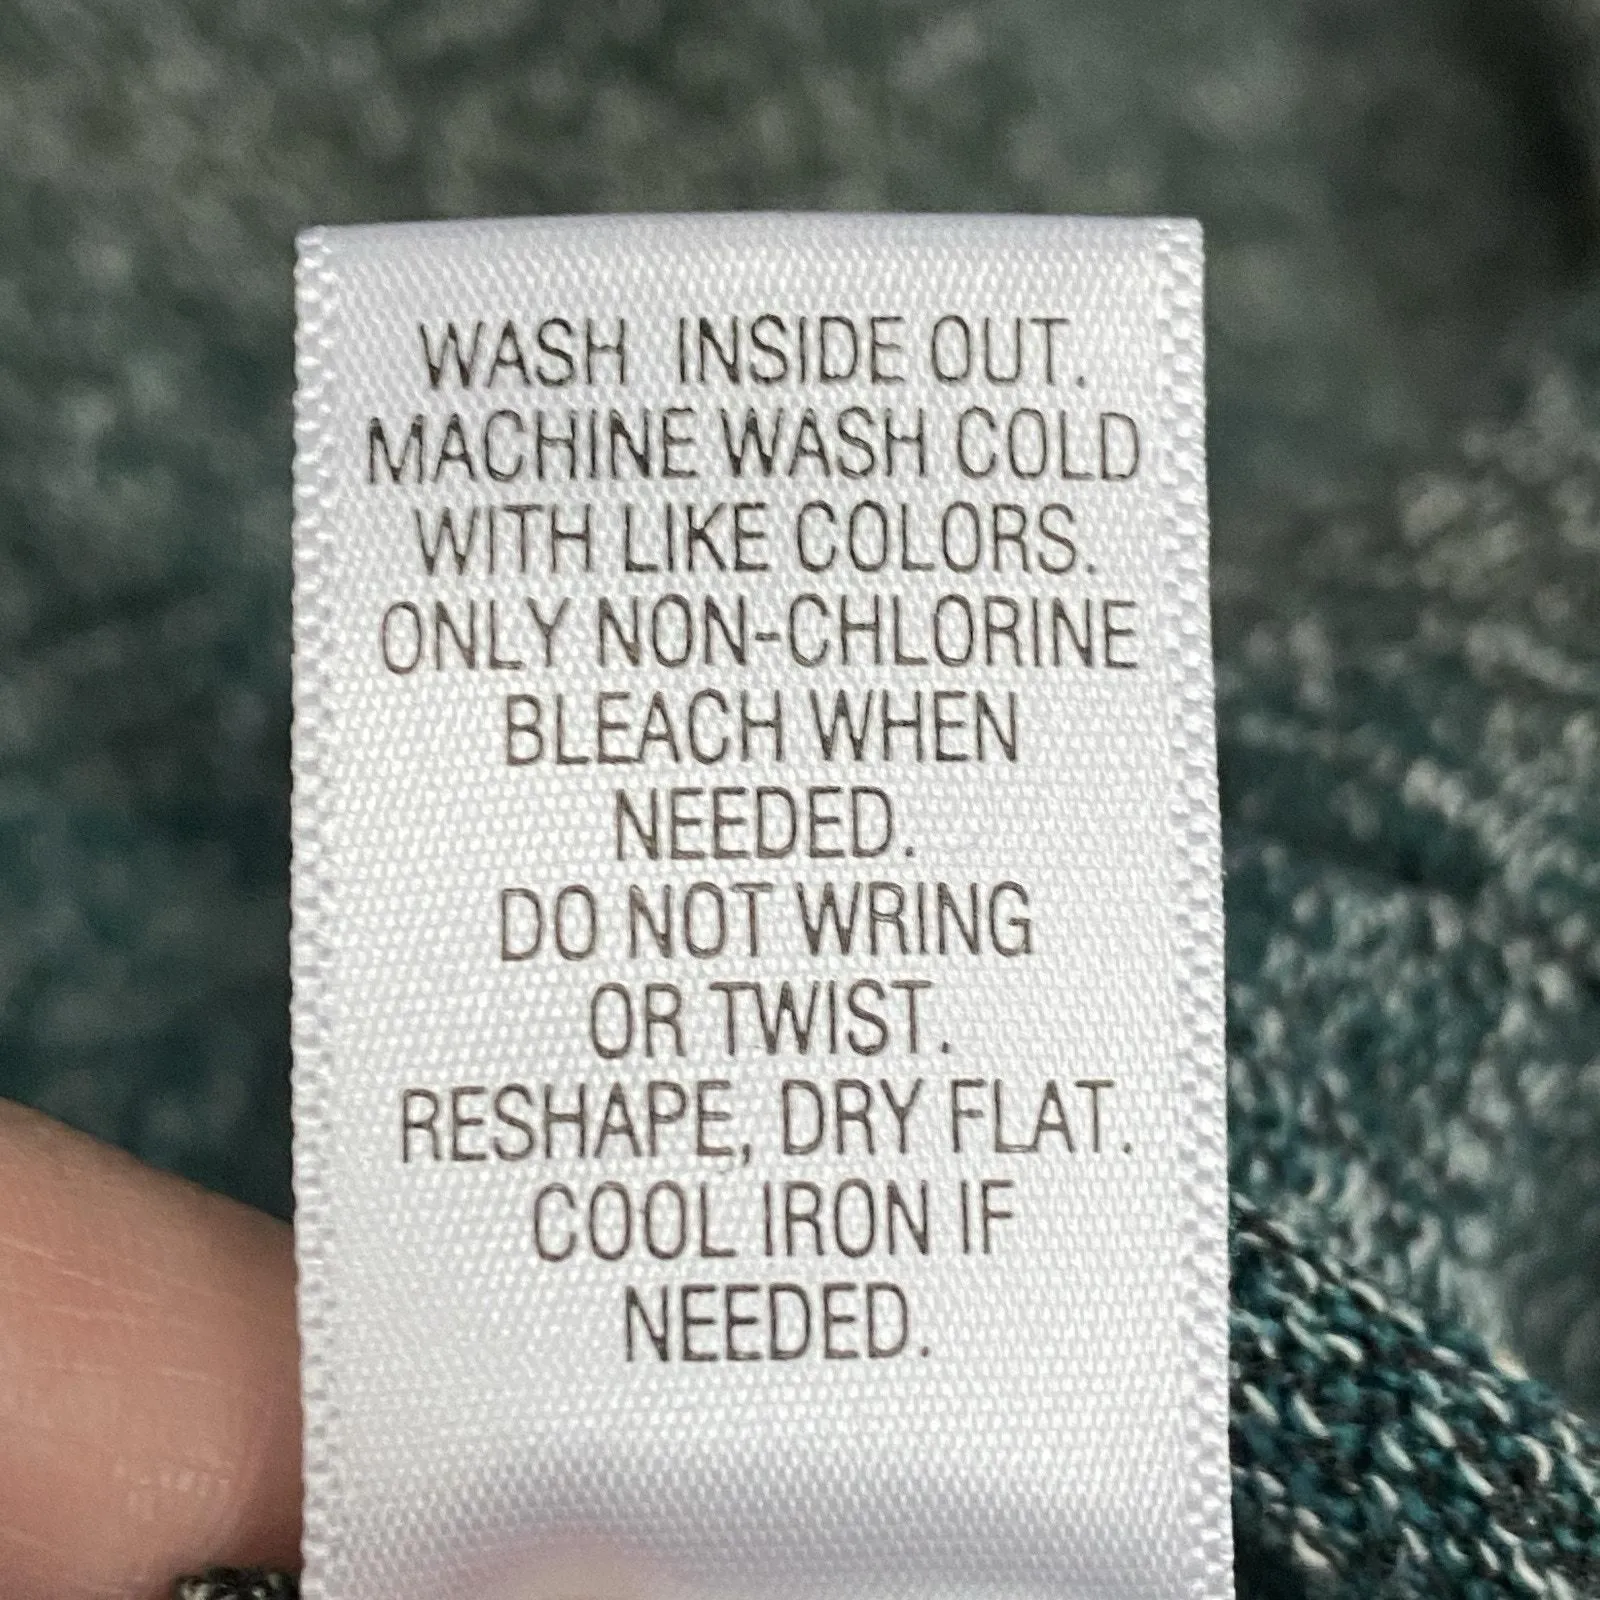 WASH INSIDE OUT.
MACHINE WASH COLD
WITH LIKE COLORS.
ONLY NON-CHLORINE
BLEACH WHEN
NEEDED.
DO NOT WRING
OR TWIST.
RESHAPE, DRY FLAT.
COOL IRON IF
NEEDED.